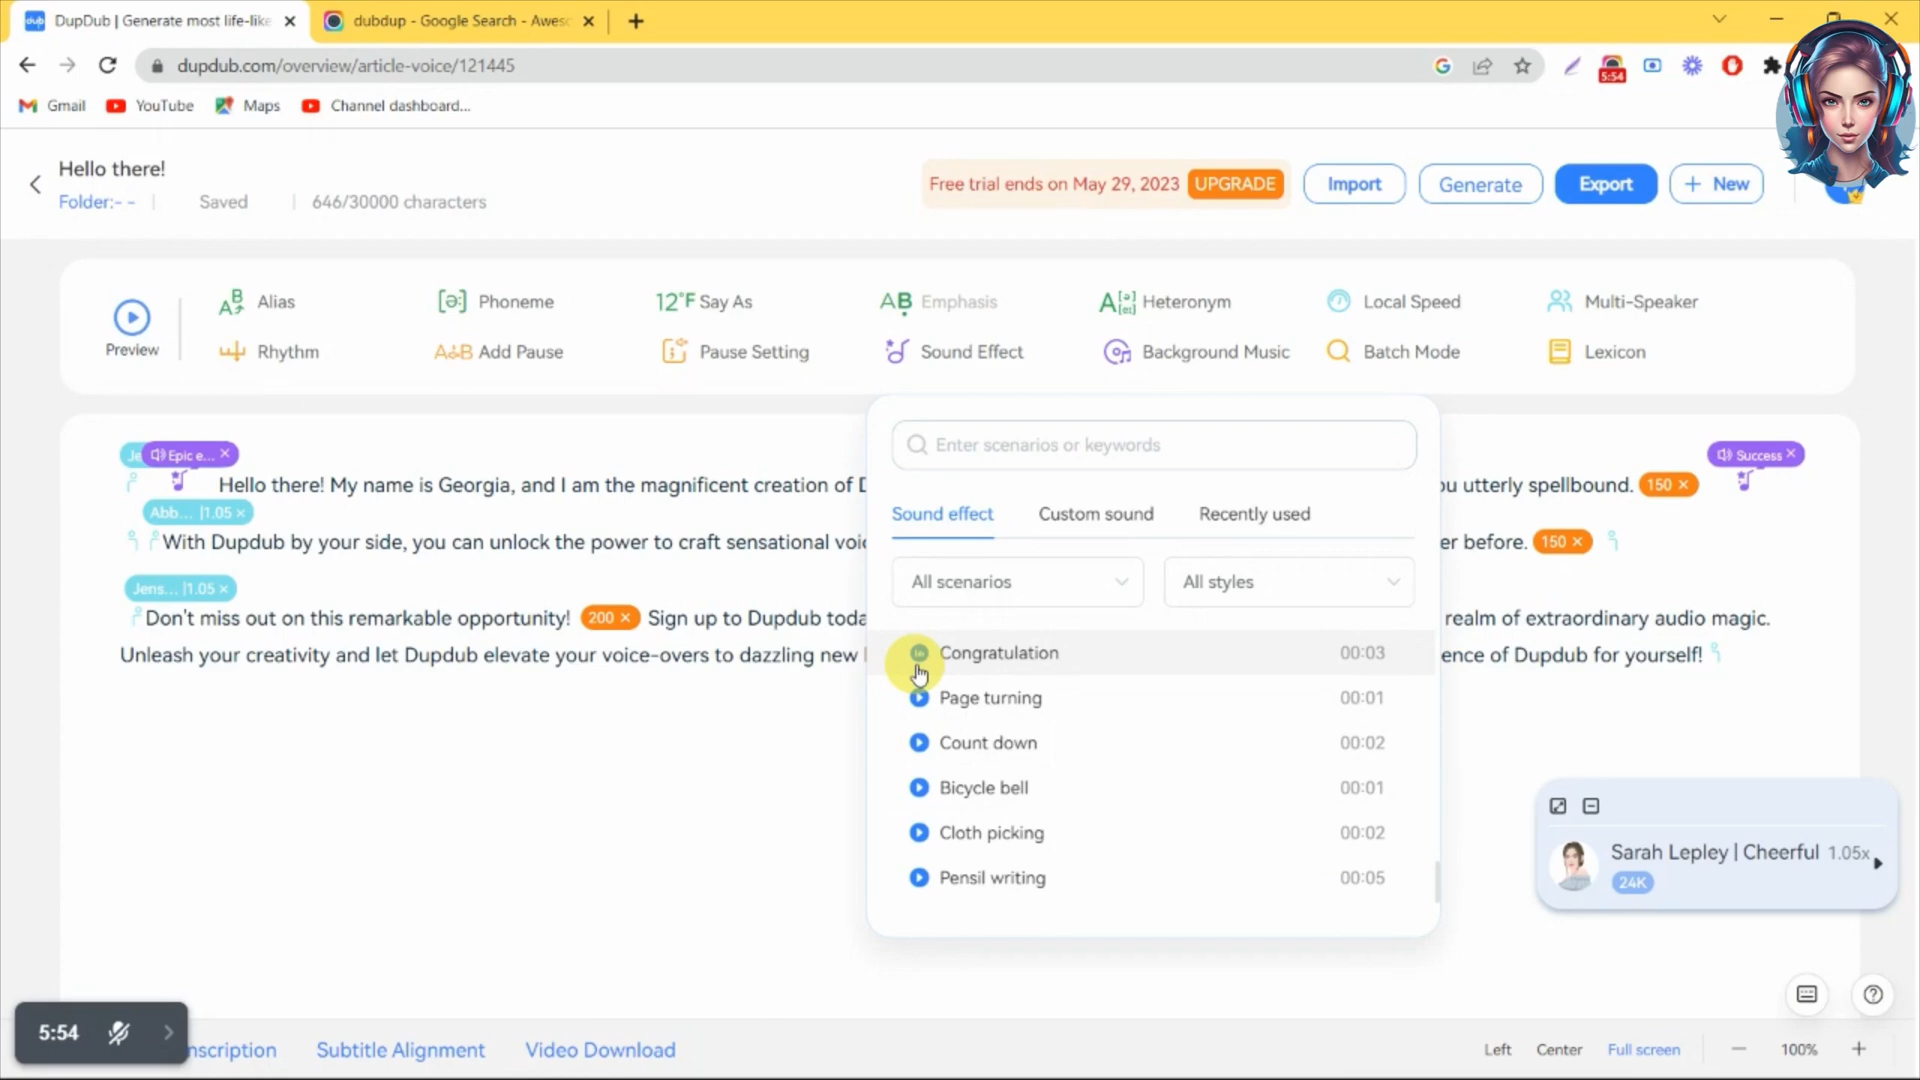 DupDub | Generate most life-like
dubdup - Google Search - Aweso
dupdub.com/overview/article-voice/121445
5:54
Gmail
YouTube
Maps
Channel dashboard...
Hello there!
Folder:- -
Saved
646/30000 characters
Free trial ends on May 29, 2023
UPGRADE
Import
Generate
Export
+ New
Preview
Alias
Phoneme
12°F Say As
Emphasis
Heteronym
Local Speed
Multi-Speaker
Rhythm
Add Pause
Pause Setting
Sound Effect
Background Music
Batch Mode
Lexicon
Je
Epic e... ×
Success ×
Hello there! My name is Georgia, and I am the magnificent creation of D
ou utterly spellbound. 150 ×
Abb... |1.05 ×
With Dupdub by your side, you can unlock the power to craft sensational voic
er before. 150 ×
Jens... |1.05 ×
Don't miss out on this remarkable opportunity! 200 × Sign up to Dupdub toda
realm of extraordinary audio magic.
Unleash your creativity and let Dupdub elevate your voice-overs to dazzling new
ence of Dupdub for yourself!
Enter scenarios or keywords
Sound effect
Custom sound
Recently used
All scenarios
All styles
Congratulation 00:03
Page turning 00:01
Count down 00:02
Bicycle bell 00:01
Cloth picking 00:02
Pensil writing 00:05
Sarah Lepley | Cheerful 1.05x
24K
5:54
nscription
Subtitle Alignment
Video Download
Left
Center
Full screen
— 100% +